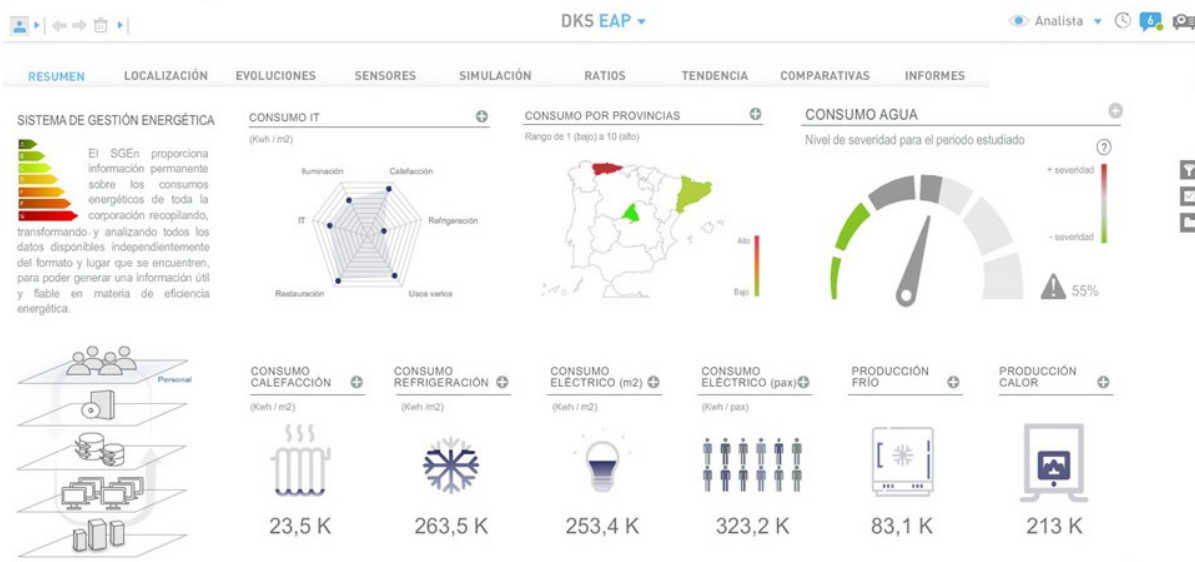 DKS EAP
Analista
6
RESUMEN LOCALIZACIÓN EVOLUCIONES SENSORES SIMULACIÓN RATIOS TENDENCIA COMPARATIVAS INFORMES
SISTEMA DE GESTIÓN ENERGÉTICA
El SGEn proporciona
información permanente
sobre los consumos
energéticos de toda la
corporación recopilando,
transformando y analizando todos los
datos disponibles independientemente
del formato y lugar que se encuentren,
para poder generar una información útil
y fiable en materia de eficiencia
energética.
CONSUMO IT
(Kwh / m2)
Iluminación
Calefacción
IT
Refrigeración
Restauración
Usos varios
CONSUMO POR PROVINCIAS
Rango de 1 (bajo) a 10 (alto)
Alto
Bajo
CONSUMO AGUA
Nivel de severidad para el periodo estudiado
?
+ severidad
- severidad
55%
Personal
CONSUMO
CALEFACCIÓN
(Kwh / m2)
23,5 K
CONSUMO
REFRIGERACIÓN
(Kwh /m2)
263,5 K
CONSUMO
ELÉCTRICO (m2)
(Kwh / m2)
253,4 K
CONSUMO
ELÉCTRICO (pax)
(Kwh / pax)
323,2 K
PRODUCCIÓN
FRÍO
83,1 K
PRODUCCIÓN
CALOR
213 K